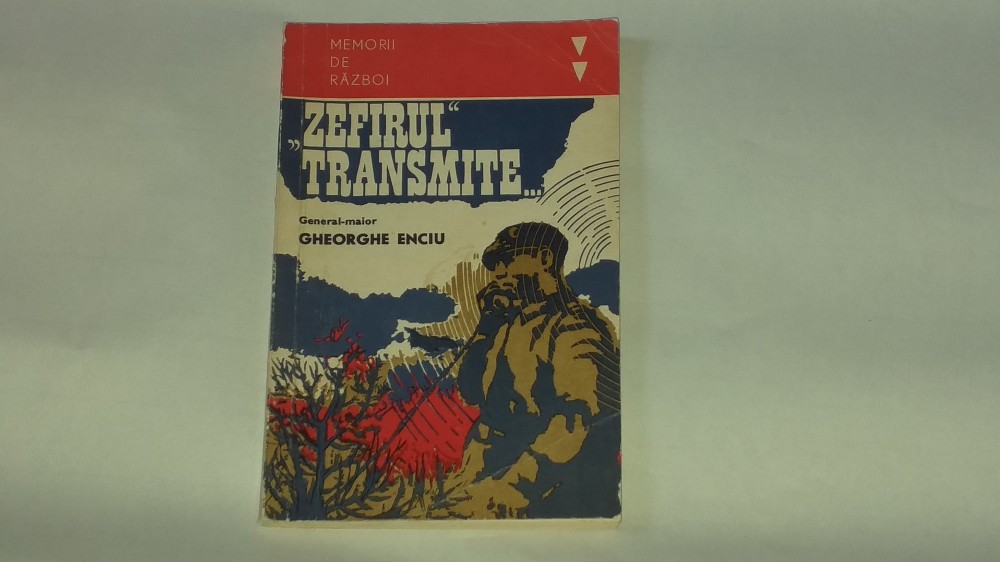 MEMORII
DE
RĂZBOI
„ZEFIRUL“
TRANSMITE...
General-maior
GHEORGHE ENCIU